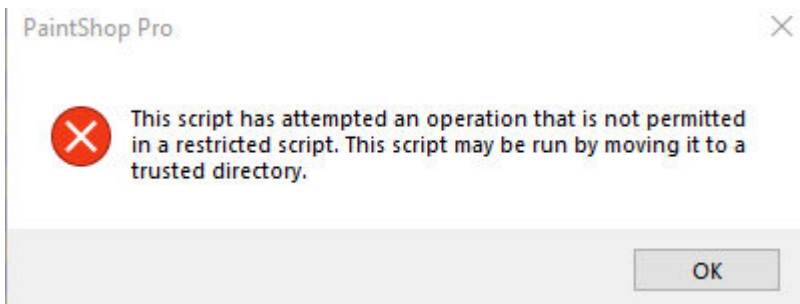 PaintShop Pro
This script has attempted an operation that is not permitted
in a restricted script. This script may be run by moving it to a
trusted directory.
OK